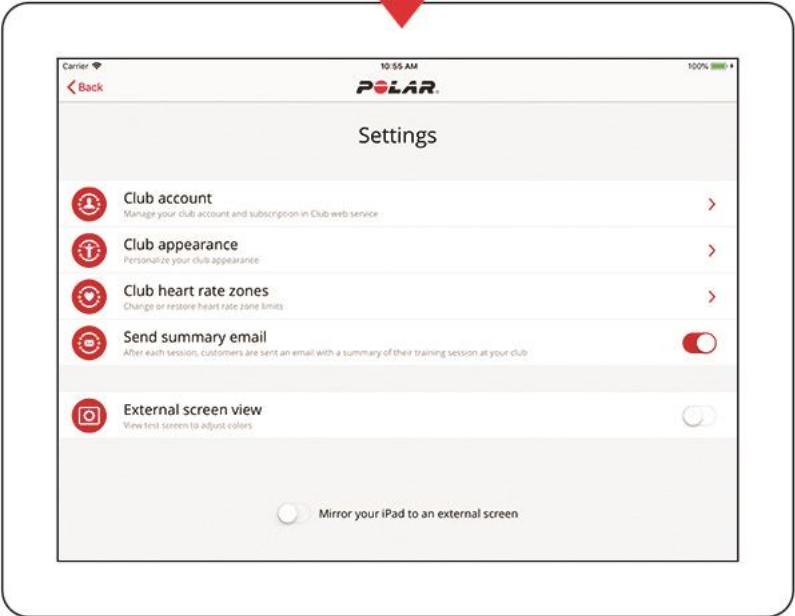 Carrier
10:55 AM
100%
Back
POLAR
Settings
Club account
Manage your club account and subscription in Club web service
Club appearance
Personalize your club appearance
Club heart rate zones
Change or restore heart rate zone limits
Send summary email
After each session, customers are sent an email with a summary of their training session at your club
External screen view
View test screen to adjust colors
Mirror your iPad to an external screen